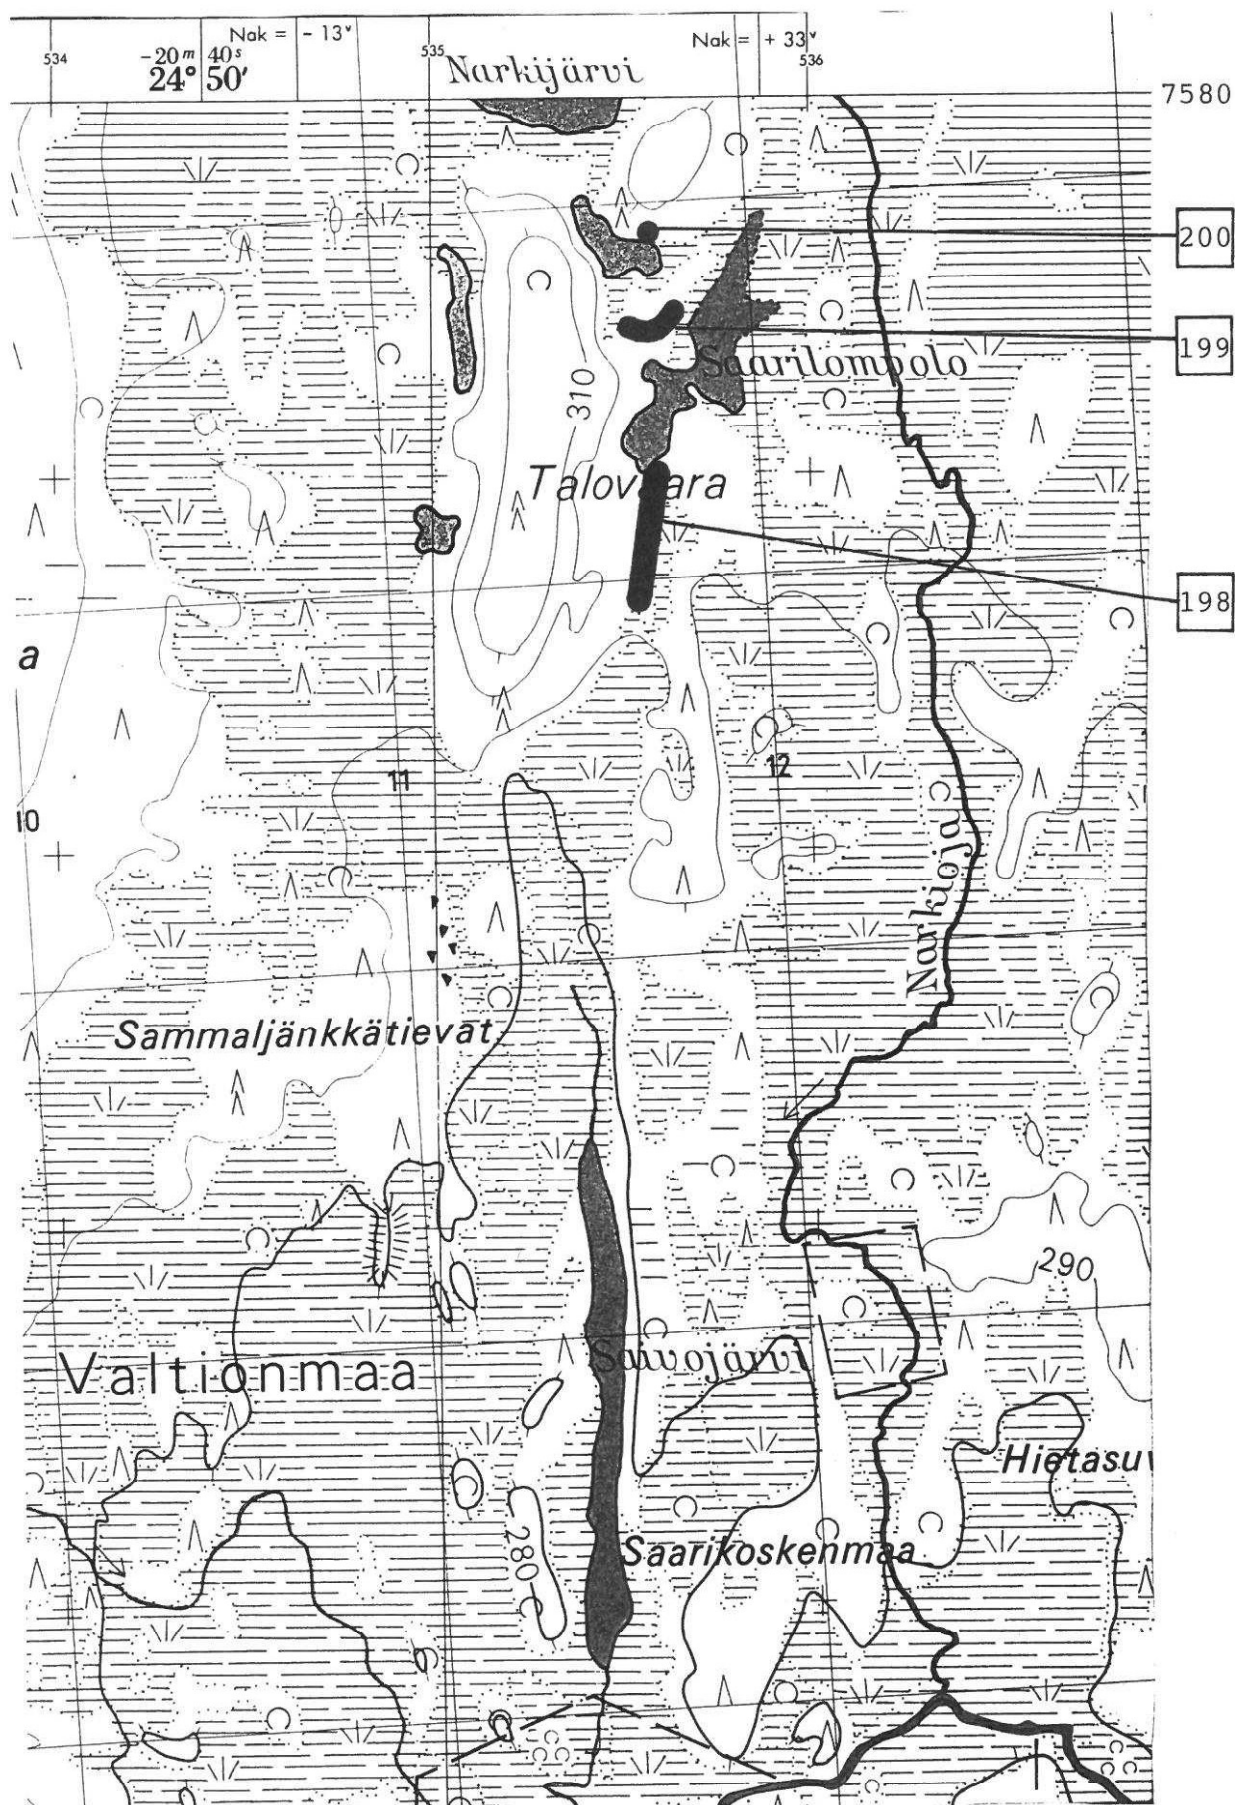 Nak = - 13ᵛ
Nak = + 33ᵛ
534
-20ᵐ 40ˢ
535
536
24° 50'
Narkijärvi
7580
200
199
Saarilompolo
310
Talovaara
198
a
11
12
10
Narkioja
Sammaljänkkätievat
290
Saivojärvi
Valtionmaa
Hietasuv
280
Saarikoskenmaa